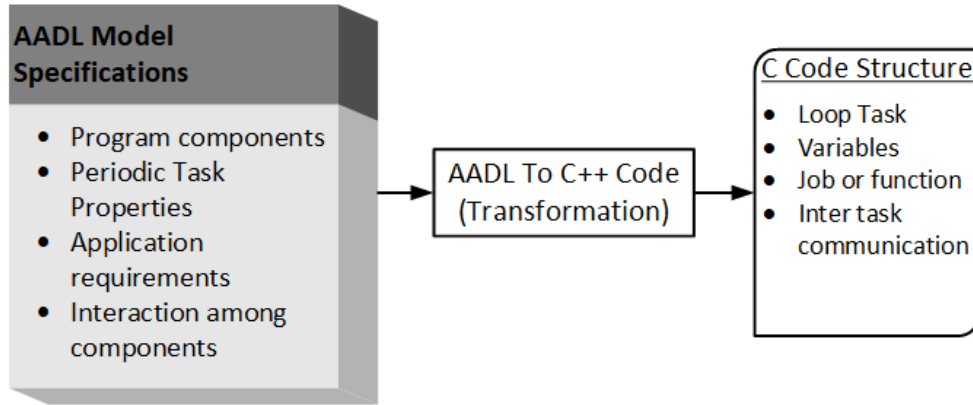 AADL Model
Specifications
• Program components
• Periodic Task
Properties
• Application
requirements
• Interaction among
components
AADL To C++ Code
(Transformation)
C Code Structure
• Loop Task
• Variables
• Job or function
• Inter task
communication